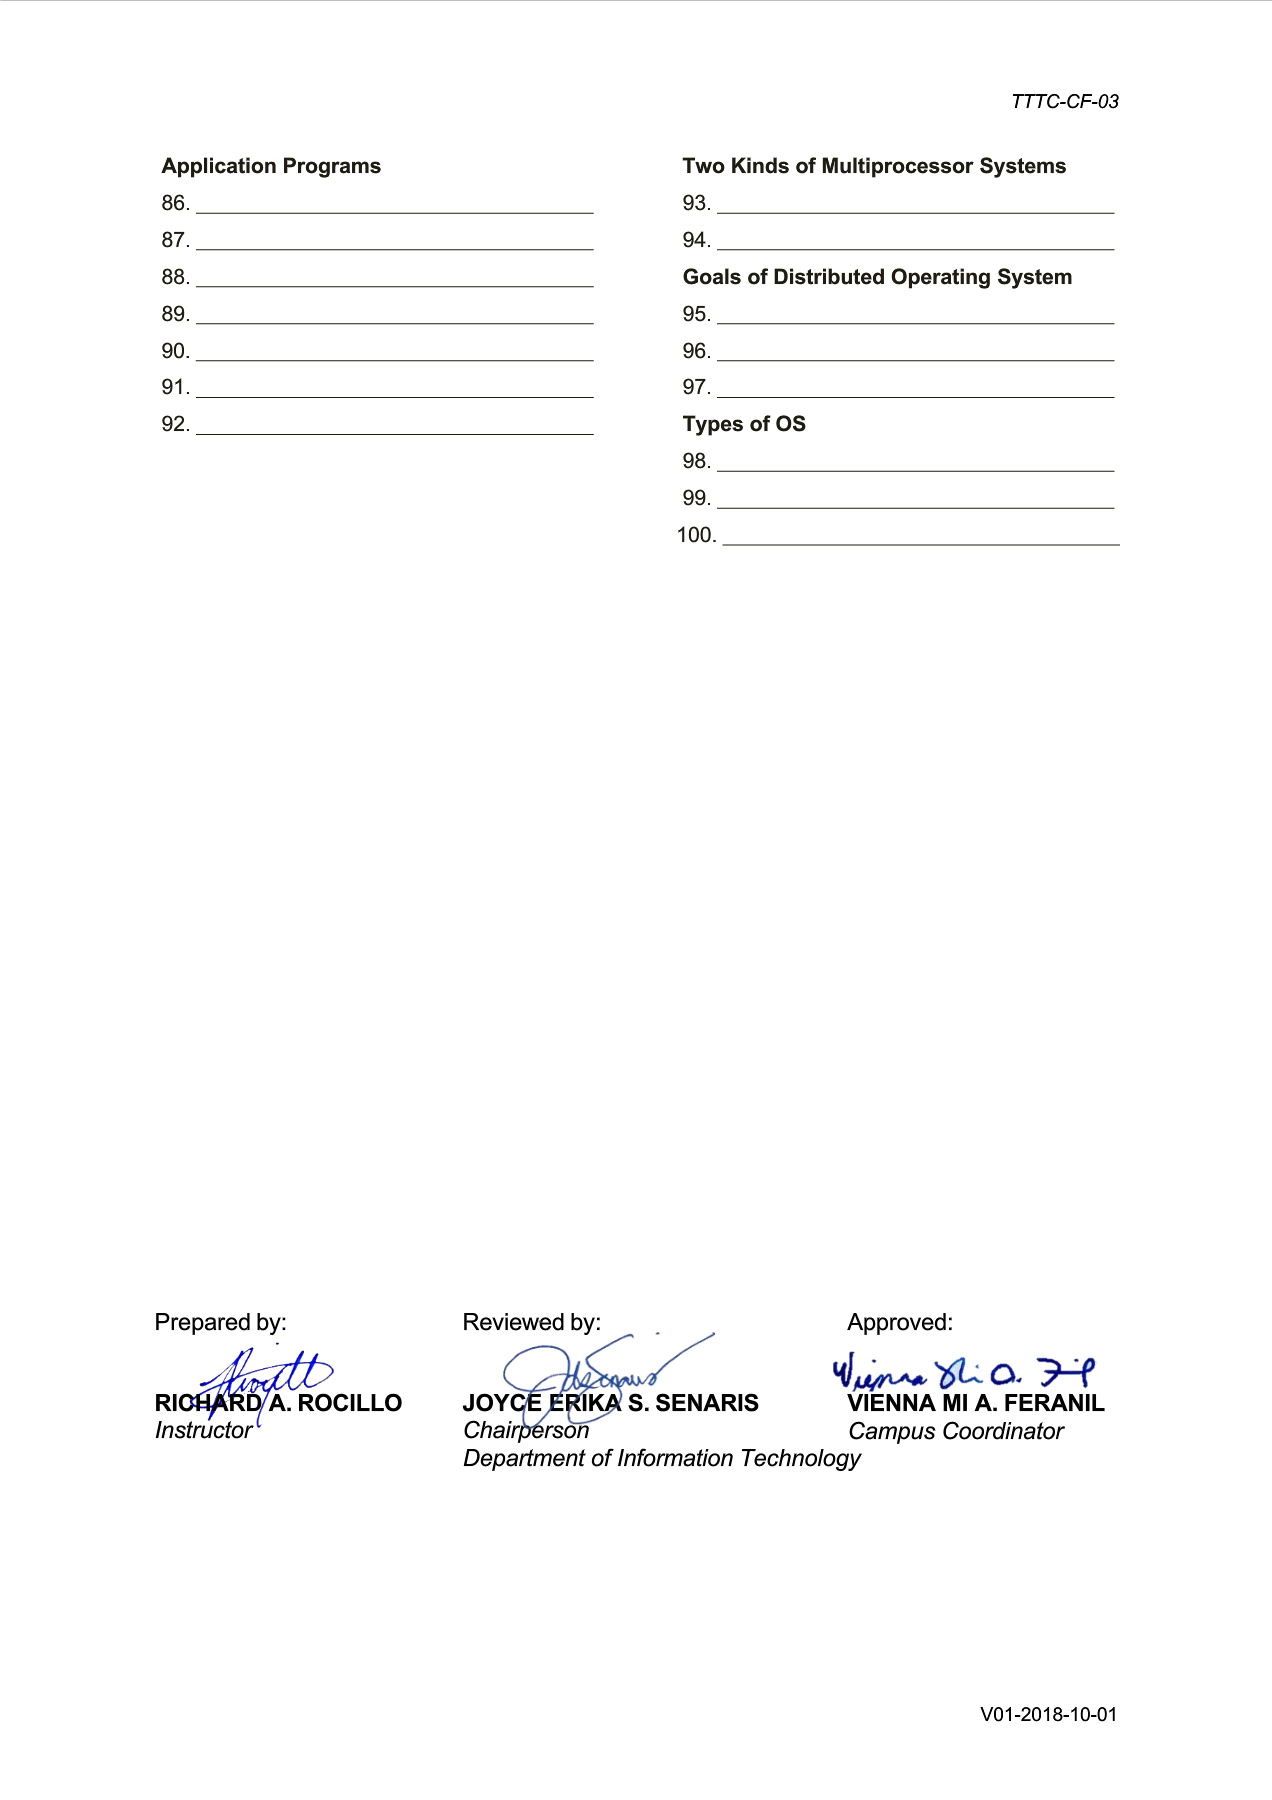 TTTC-CF-03
Application Programs
86. ____________________
87. ____________________
88. ____________________
89. ____________________
90. ____________________
91. ____________________
92. ____________________
Two Kinds of Multiprocessor Systems
93. ____________________
94. ____________________
Goals of Distributed Operating System
95. ____________________
96. ____________________
97. ____________________
Types of OS
98. ____________________
99. ____________________
100. ____________________
Prepared by:
RICHARD A. ROCILLO
Instructor
Reviewed by:
JOYCE ERIKA S. SENARIS
Chairperson
Department of Information Technology
Approved:
VIENNA MI A. FERANIL
Campus Coordinator
V01-2018-10-01